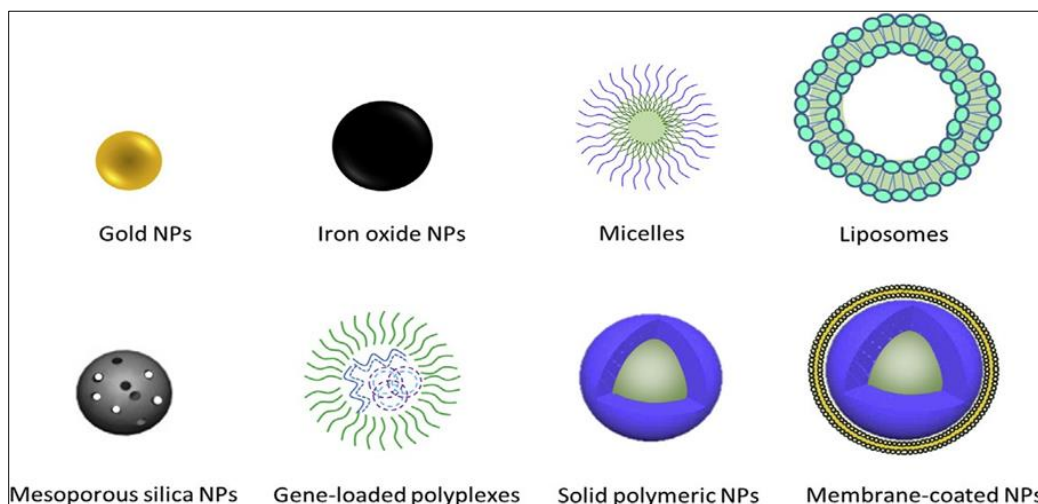 Gold NPs
Iron oxide NPs
Micelles
Liposomes
Mesoporous silica NPs
Gene-loaded polyplexes
Solid polymeric NPs
Membrane-coated NPs